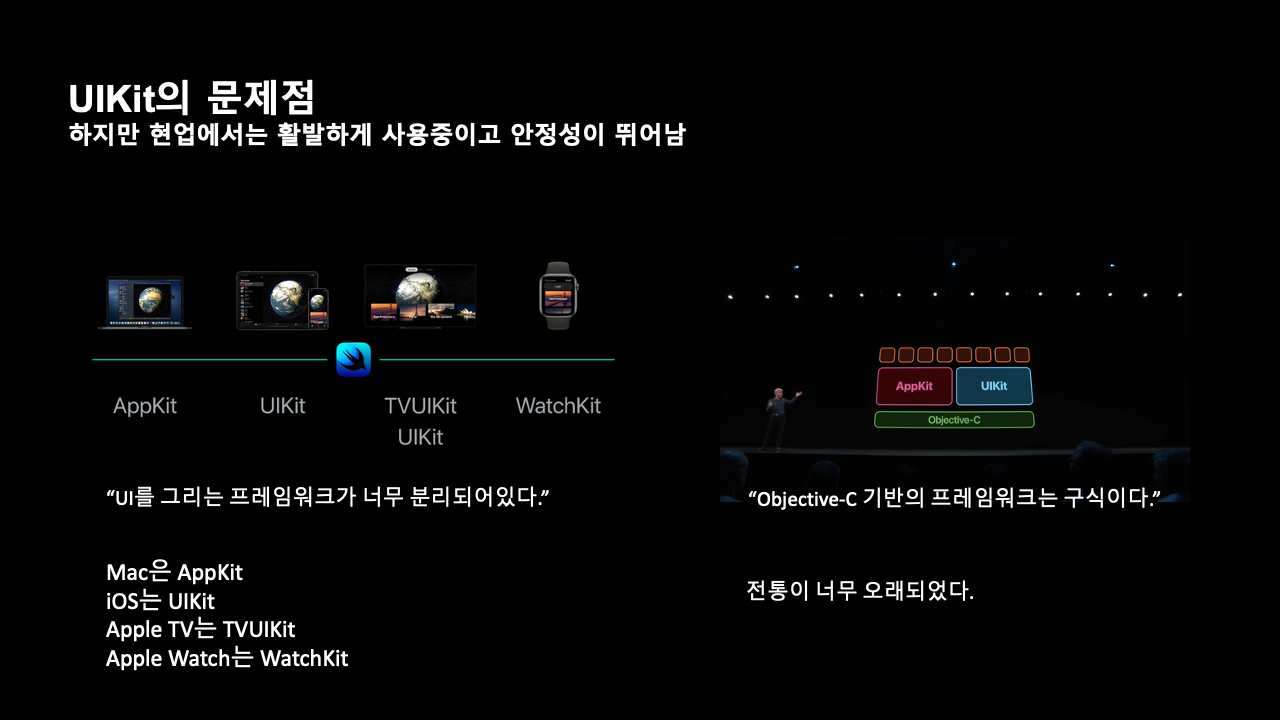 UIKit의 문제점
하지만 현업에서는 활발하게 사용중이고 안정성이 뛰어남
AppKit
UIKit
TVUIKit
UIKit
WatchKit
“UI를 그리는 프레임워크가 너무 분리되어있다.”
Mac은 AppKit
iOS는 UIKit
Apple TV는 TVUIKit
Apple Watch는 WatchKit
AppKit
UIKit
Objective-C
“Objective-C 기반의 프레임워크는 구식이다.”
전통이 너무 오래되었다.